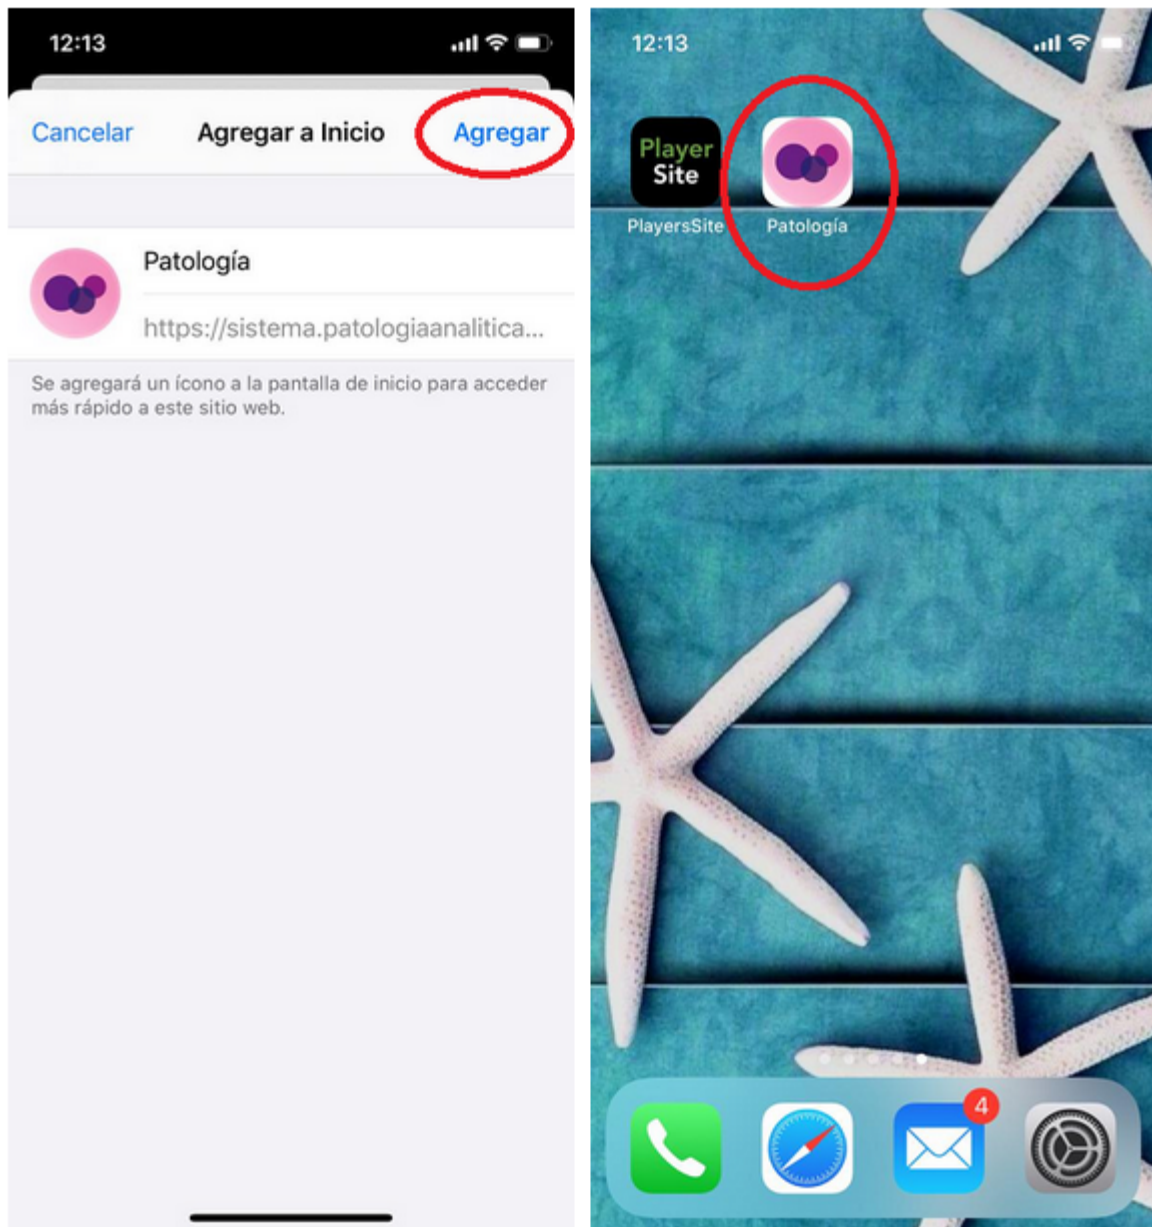 12:13
Cancelar
Agregar a Inicio
Agregar
Patología
https://sistema.patologiaanalitica...
Se agregará un ícono a la pantalla de inicio para acceder
más rápido a este sitio web.
12:13
Player
Site
PlayersSite
Patología
4